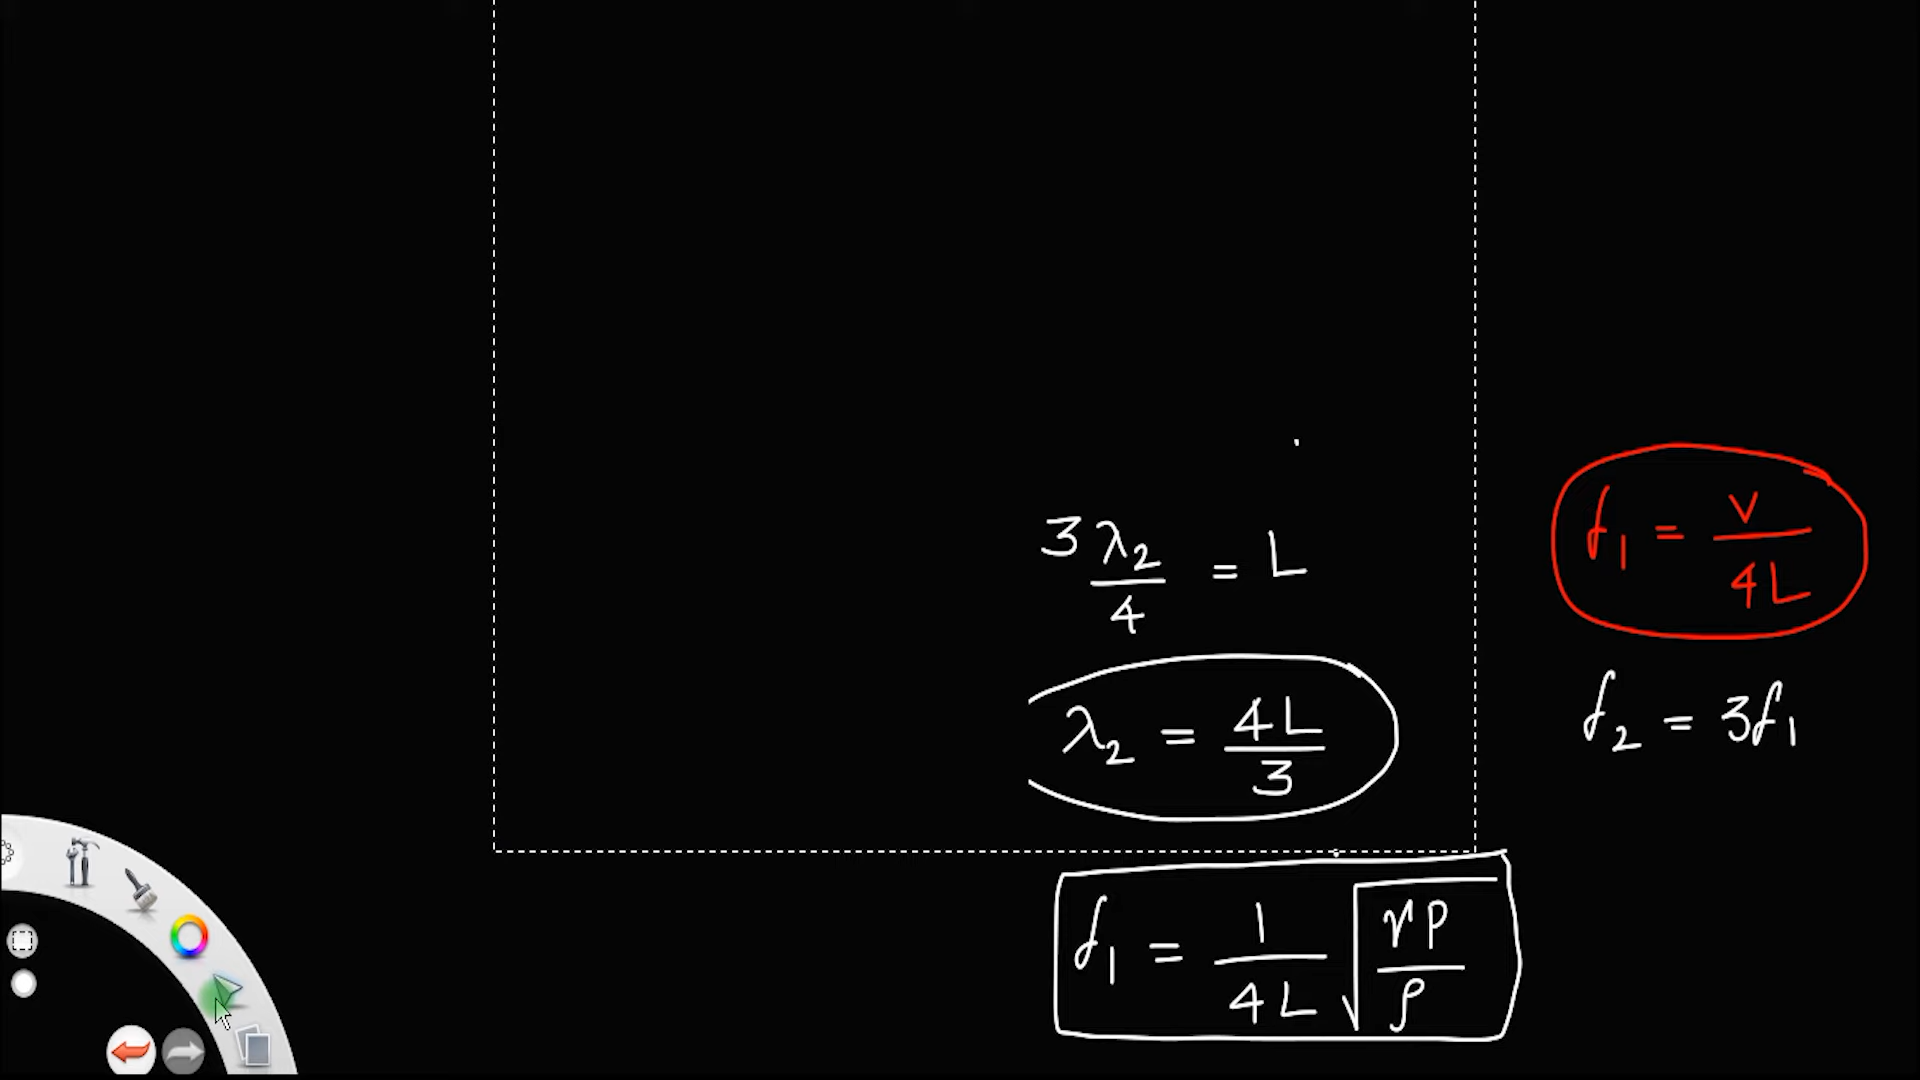 3λ₂/4 = L
λ₂ = 4L/3
f₁ = 1/4L √γP/ρ
f₁ = v/4L
f₂ = 3f₁